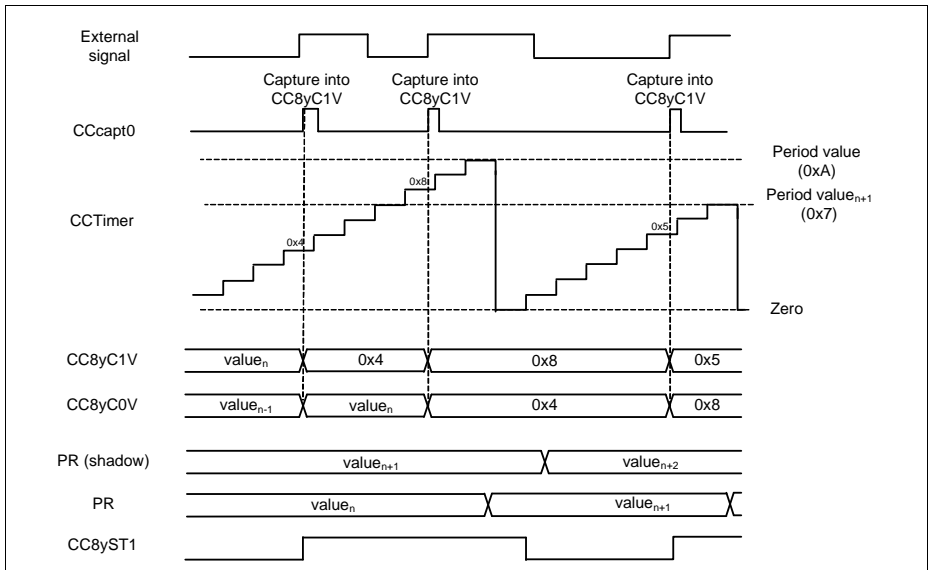 External
signal
Capture into
CC8yC1V
Capture into
CC8yC1V
Capture into
CC8yC1V
CCcapt0
Period value
(0xA)
Period valuen+1
(0x7)
CCTimer
0x4
0x8
0x5
Zero
CC8yC1V
valuen
0x4
0x8
0x5
CC8yC0V
valuen-1
valuen
0x4
0x8
PR (shadow)
valuen+1
valuen+2
PR
valuen
valuen+1
CC8yST1